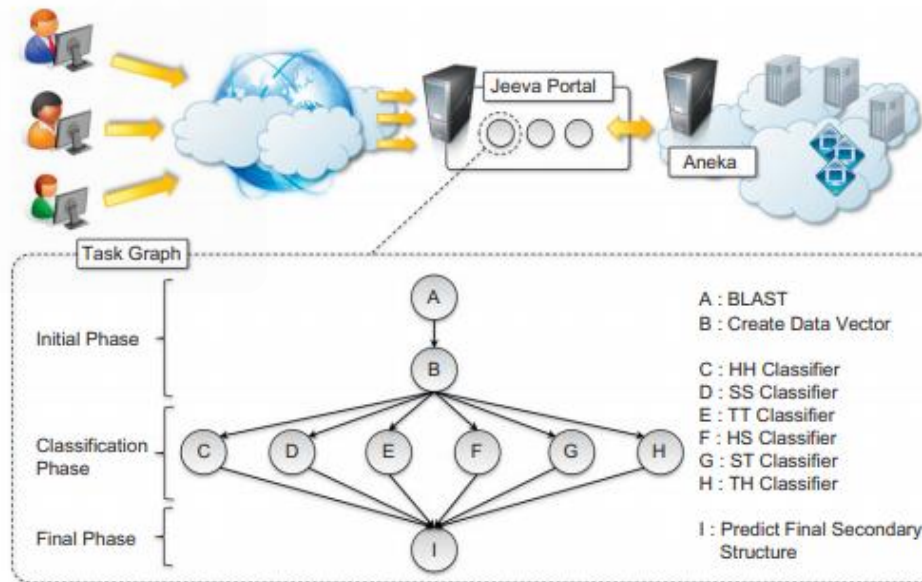 Jeeva Portal
Aneka
Task Graph
Initial Phase
Classification
Phase
Final Phase
A
B
C
D
E
F
G
H
I
A : BLAST
B : Create Data Vector
C : HH Classifier
D : SS Classifier
E : TT Classifier
F : HS Classifier
G : ST Classifier
H : TH Classifier
I : Predict Final Secondary
Structure